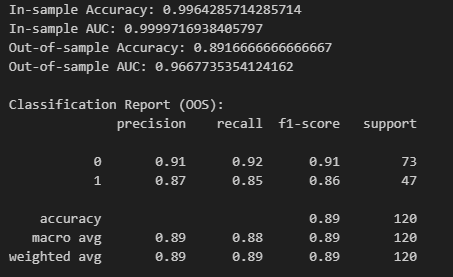 In-sample Accuracy: 0.9964285714285714
In-sample AUC: 0.9999716938405797
Out-of-sample Accuracy: 0.8916666666666667
Out-of-sample AUC: 0.9667735354124162
Classification Report (OOS):
precision recall f1-score support
0 0.91 0.92 0.91 73
1 0.87 0.85 0.86 47
accuracy 0.89 120
macro avg 0.89 0.88 0.89 120
weighted avg 0.89 0.89 0.89 120